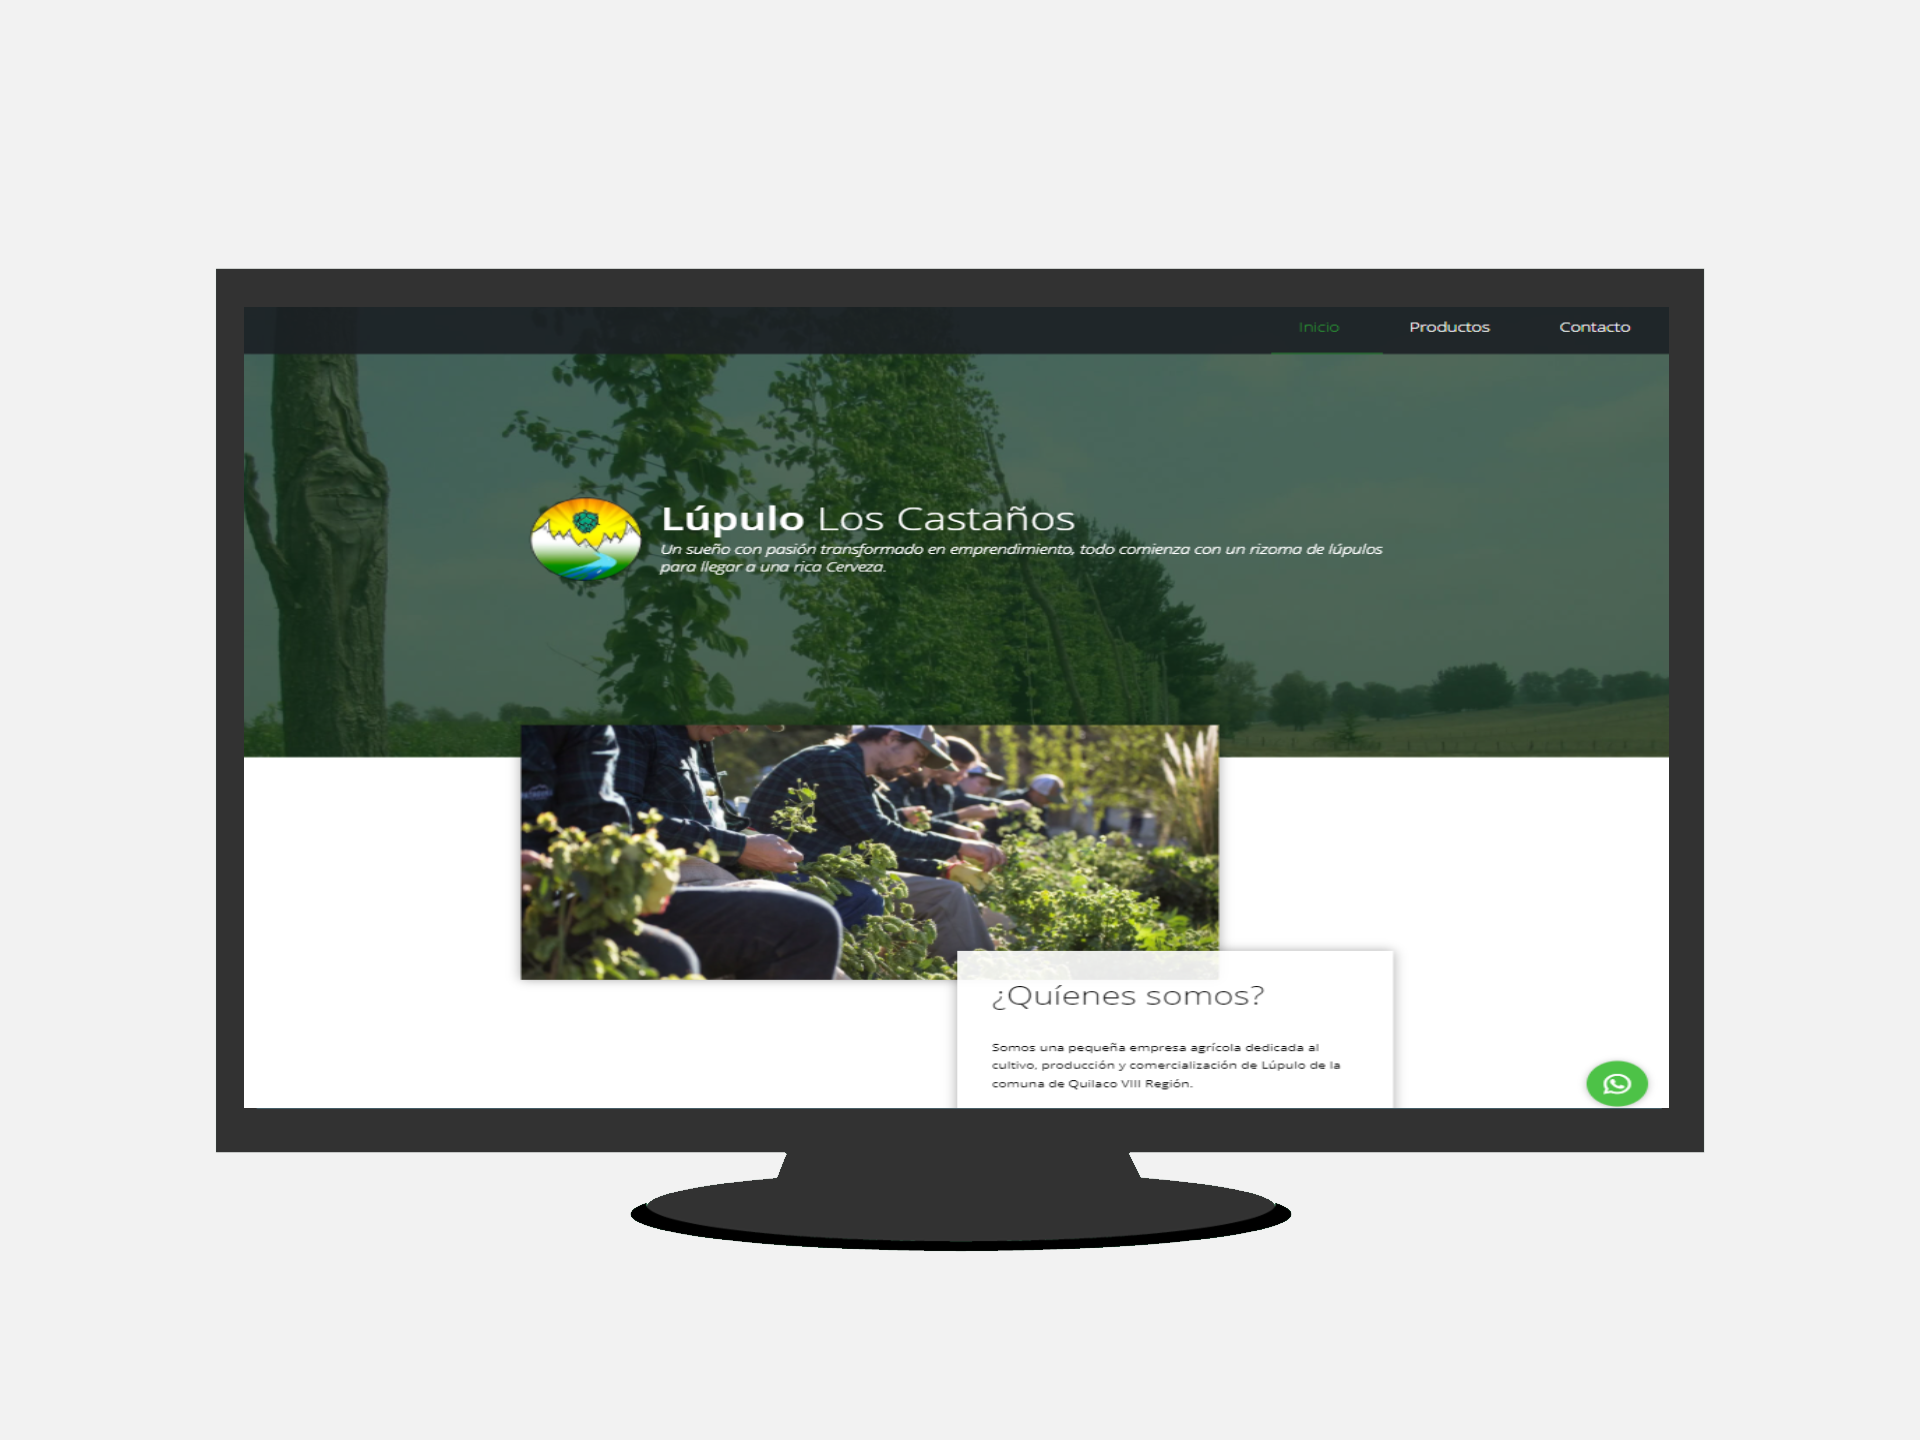 Inicio Productos Contacto
Lúpulo Los Castaños
Un sueño con pasión transformado en emprendimiento, todo comienza con un rizoma de lúpulos
para llegar a una rica Cerveza.
¿Quíenes somos?
Somos una pequeña empresa agrícola dedicada al
cultivo, producción y comercialización de Lúpulo de la
comuna de Quilaco VIII Región.